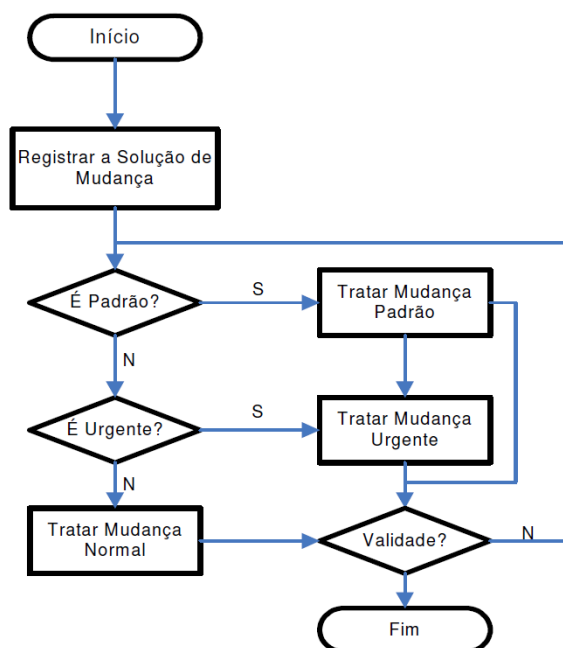 Início
Registrar a Solução de
Mudança
É Padrão?
S
Tratar Mudança
Padrão
N
É Urgente?
S
Tratar Mudança
Urgente
N
Tratar Mudança
Normal
Validade?
N
Fim